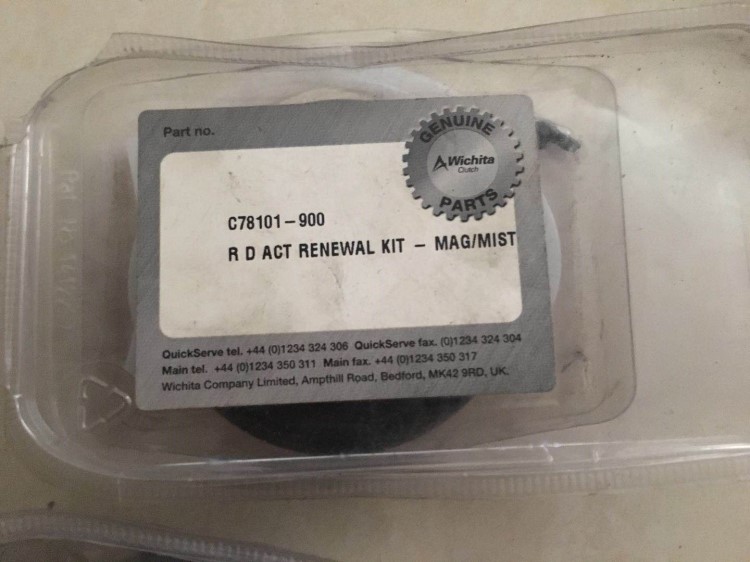 Part no.
GENUINE
Wichita
Clutch
PARTS
C78101-900
R D ACT RENEWAL KIT - MAG/MIST
QuickServe tel. +44 (0)1234 324 306 QuickServe fax. (0)1234 324 304
Main tel. +44 (0)1234 350 311 Main fax. +44 (0)1234 350 317
Wichita Company Limited, Ampthill Road, Bedford, MK42 9RD, UK.